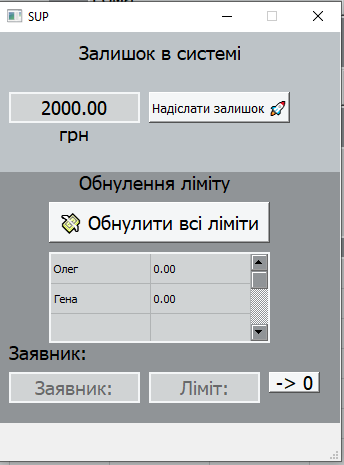 SUP
Залишок в системі
2000.00
Надіслати залишок
грн
Обнулення ліміту
Обнулити всі ліміти
Олег 0.00
Гена 0.00
Заявник:
Заявник: Ліміт: -> 0